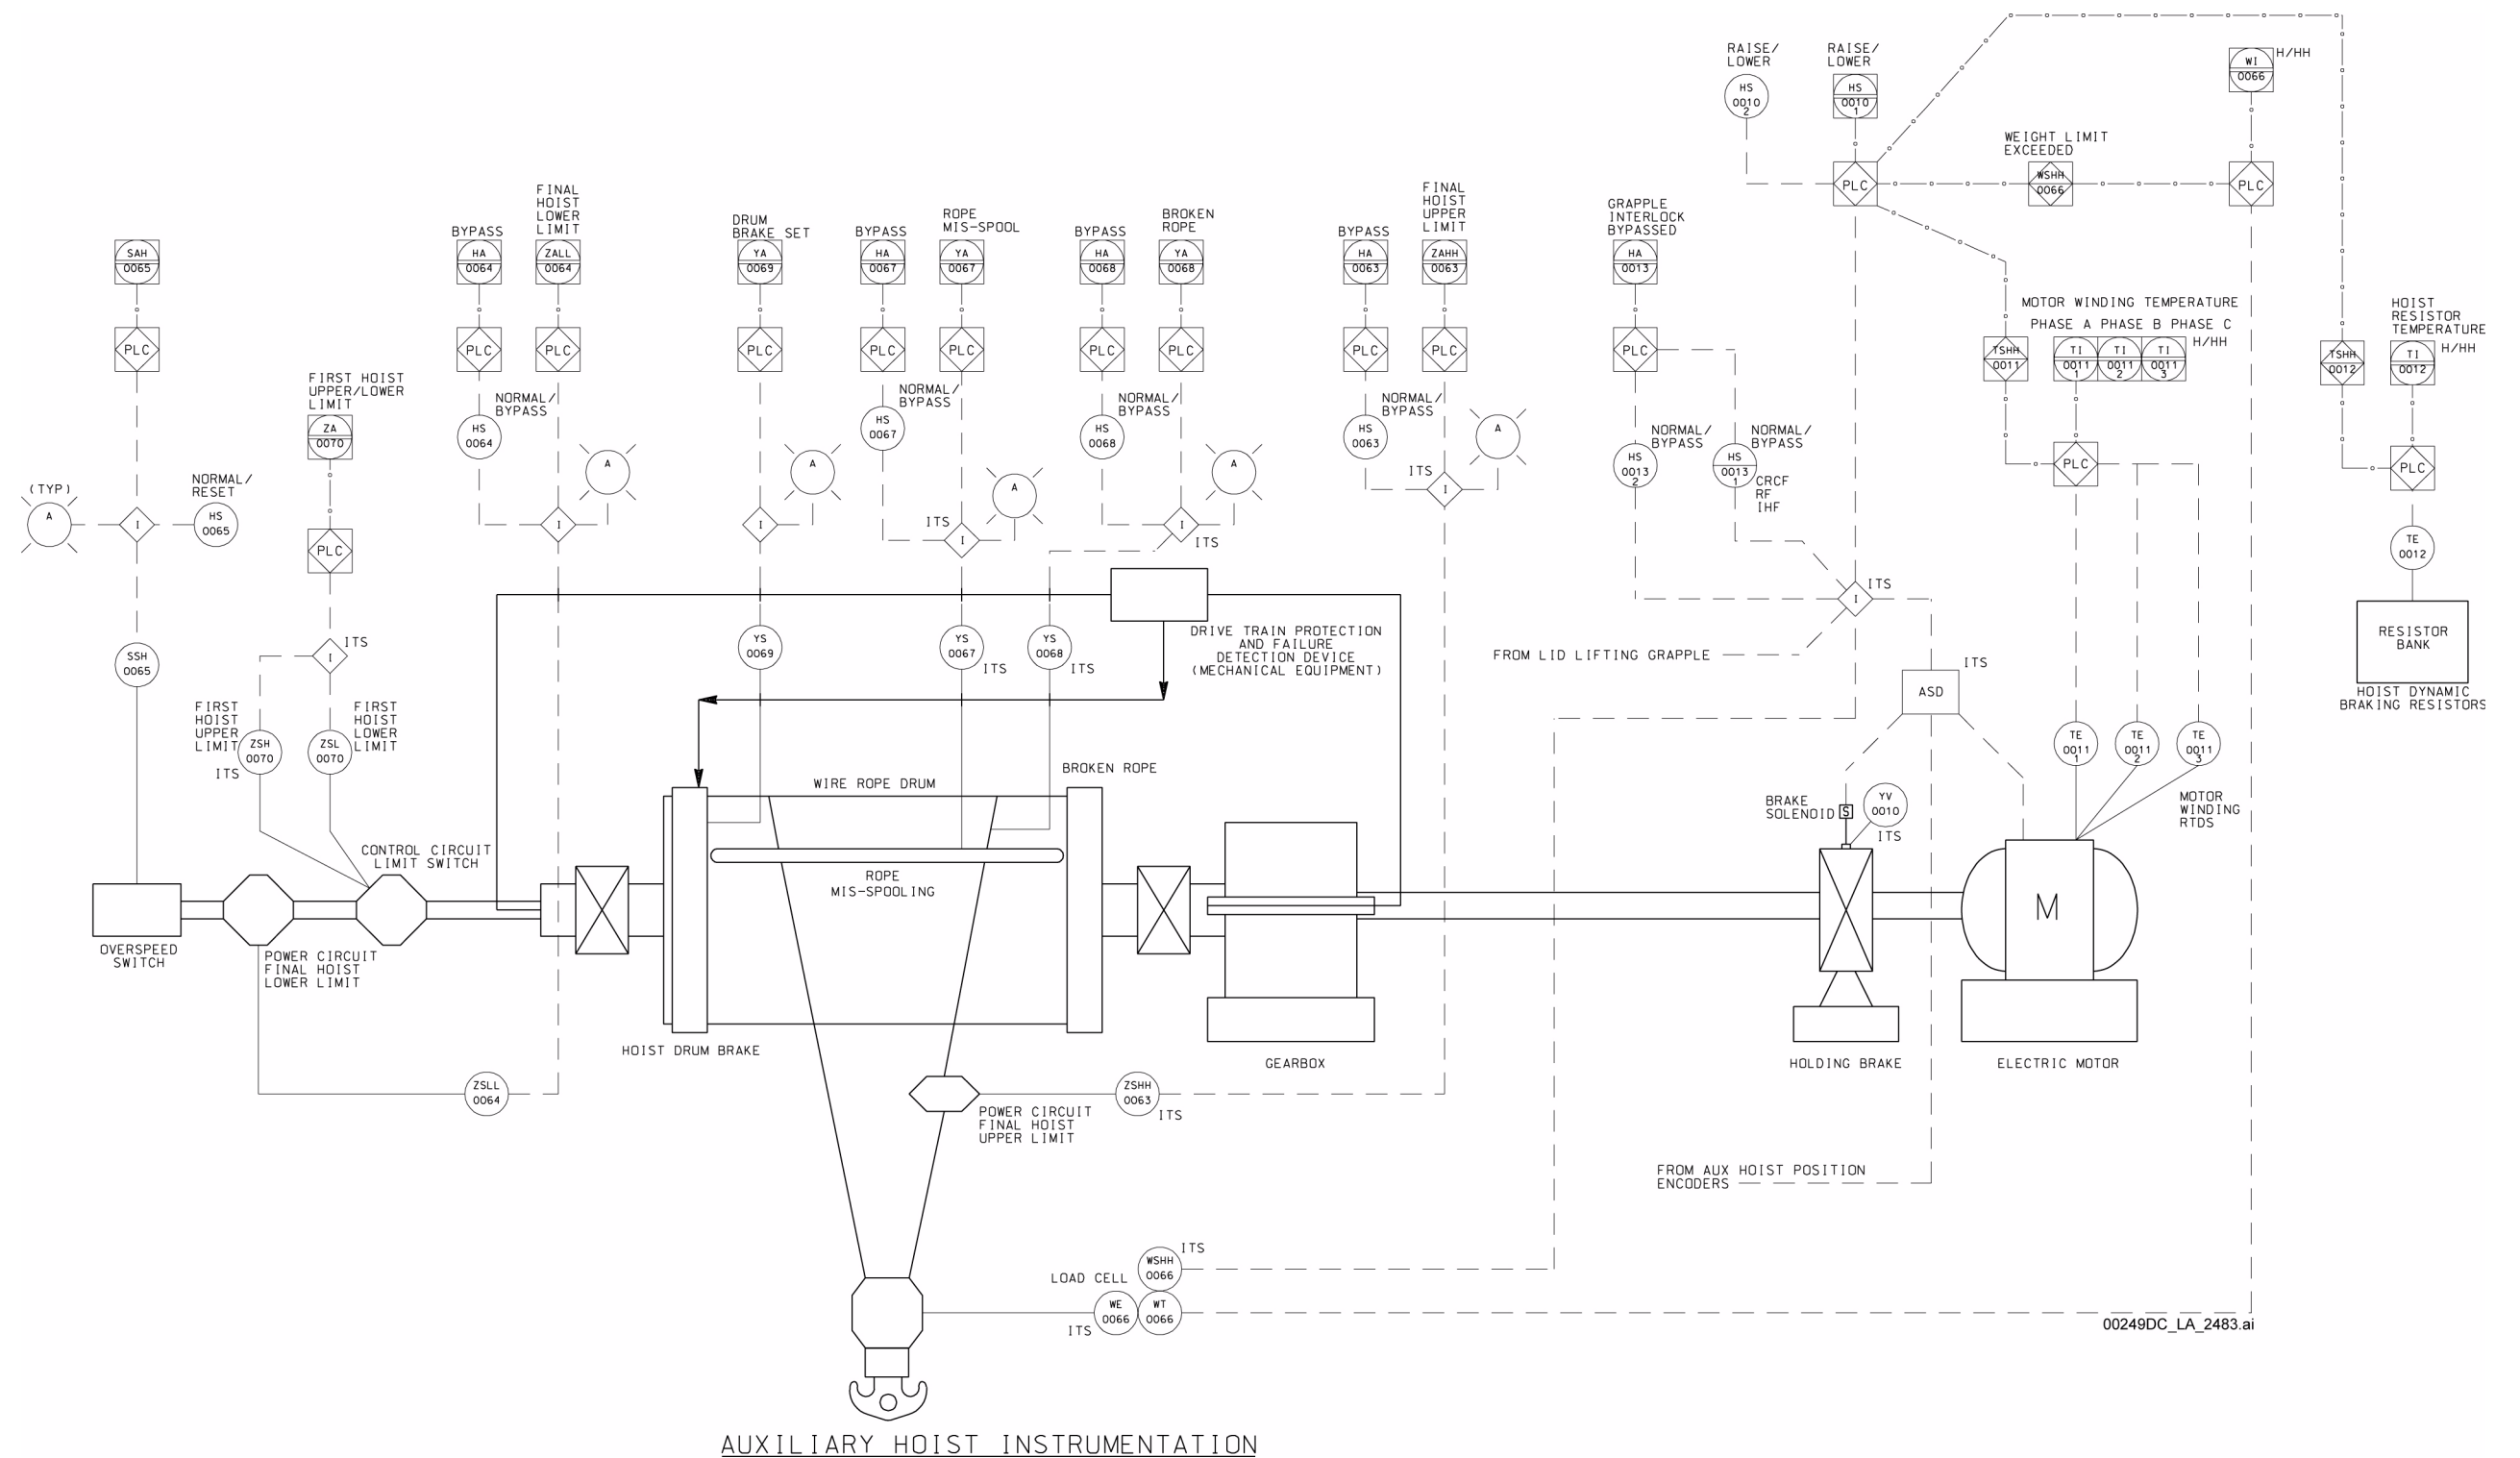 RAISE/
LOWER
HS
0010
2
RAISE/
LOWER
HS
0010
1
WI
0066
H/HH
WEIGHT LIMIT
EXCEEDED
PLC
WSHH
0066
PLC
SAH
0065
PLC
BYPASS
HA
0064
PLC
FINAL
HOIST
LOWER
LIMIT
ZALL
0064
PLC
DRUM
BRAKE SET
YA
0069
PLC
BYPASS
HA
0067
PLC
ROPE
MIS-SPOOL
YA
0067
PLC
BYPASS
HA
0068
PLC
BROKEN
ROPE
YA
0068
PLC
BYPASS
HA
0063
PLC
FINAL
HOIST
UPPER
LIMIT
ZAHH
0063
PLC
GRAPPLE
INTERLOCK
BYPASSED
HA
0013
PLC
MOTOR WINDING TEMPERATURE
PHASE A PHASE B PHASE C
TSHH
0011
TI
0011
1
TI
0011
2
TI
0011
3
H/HH
HOIST
RESISTOR
TEMPERATURE
TSHH
0012
TI
0012
H/HH
FIRST HOIST
UPPER/LOWER
LIMIT
ZA
0070
PLC
NORMAL/
BYPASS
HS
0064
A
A
NORMAL/
BYPASS
HS
0067
A
NORMAL/
BYPASS
HS
0068
A
NORMAL/
BYPASS
HS
0063
A
NORMAL/
BYPASS
HS
0013
2
NORMAL/
BYPASS
HS
0013
1
CRCF
RF
IHF
PLC
PLC
(TYP)
A
I
NORMAL/
RESET
HS
0065
I
I
ITS
I
I
ITS
ITS
I
TE
0012
SSH
0065
I
ITS
YS
0069
YS
0067
ITS
YS
0068
ITS
DRIVE TRAIN PROTECTION
AND FAILURE
DETECTION DEVICE
(MECHANICAL EQUIPMENT)
I
ITS
FROM LID LIFTING GRAPPLE
ASD
ITS
RESISTOR
BANK
HOIST DYNAMIC
BRAKING RESISTORS
FIRST
HOIST
UPPER
LIMIT
ZSH
0070
ITS
ZSL
0070
FIRST
HOIST
LOWER
LIMIT
TE
0011
1
TE
0011
2
TE
0011
3
WIRE ROPE DRUM
BROKEN ROPE
BRAKE
SOLENOID
S
YV
0010
ITS
MOTOR
WINDING
RTDS
CONTROL CIRCUIT
LIMIT SWITCH
ROPE
MIS-SPOOLING
M
OVERSPEED
SWITCH
POWER CIRCUIT
FINAL HOIST
LOWER LIMIT
HOIST DRUM BRAKE
GEARBOX
HOLDING BRAKE
ELECTRIC MOTOR
ZSLL
0064
ZSHH
0063
ITS
POWER CIRCUIT
FINAL HOIST
UPPER LIMIT
FROM AUX HOIST POSITION
ENCODERS
LOAD CELL
WSHH
0066
ITS
WE
0066
WT
0066
ITS
00249DC_LA_2483.ai
AUXILIARY HOIST INSTRUMENTATION